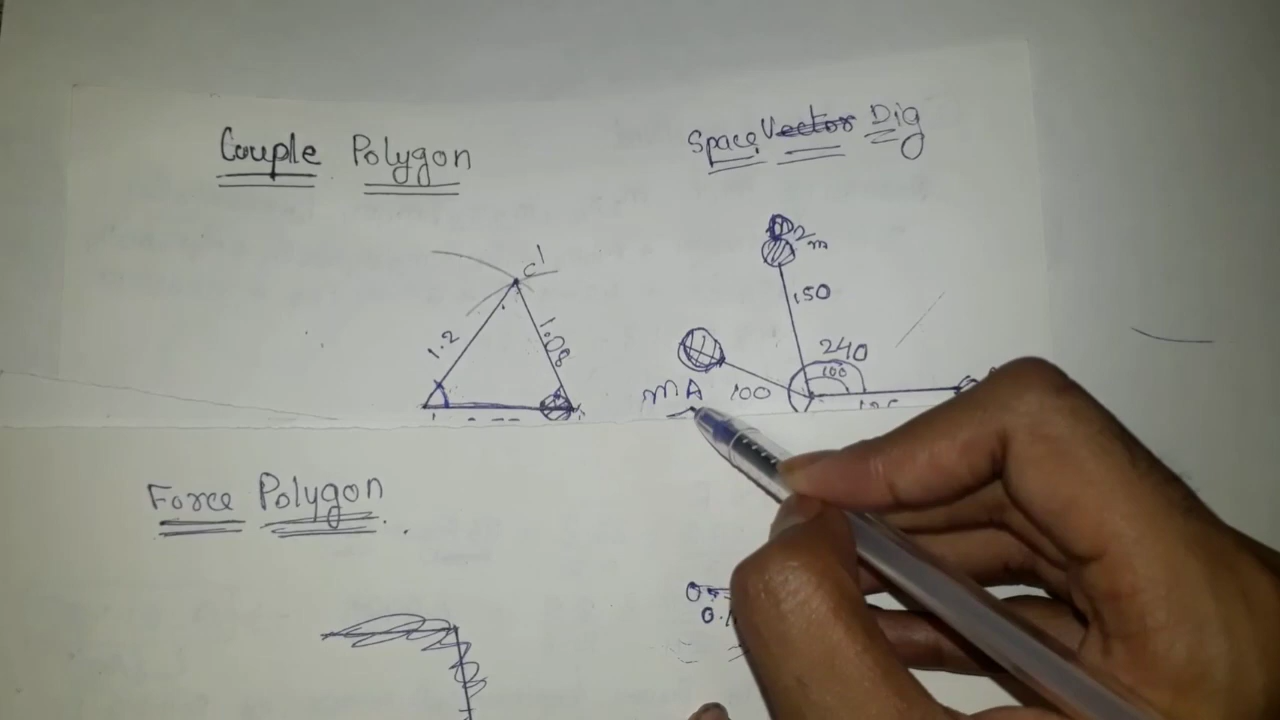 Couple Polygon
Space Vector Dig
C'
1.2
1.08
m
150
240
100
mA 100
Force Polygon